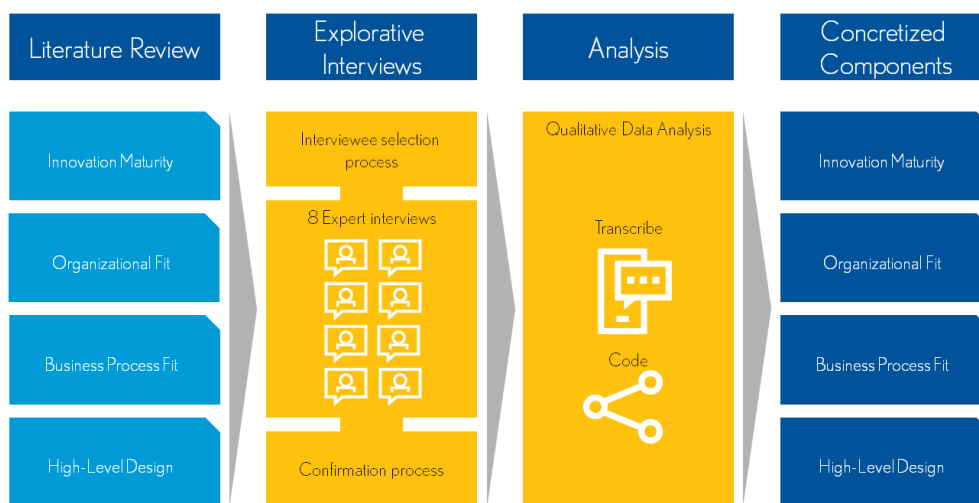 Literature Review
Explorative
Interviews
Analysis
Concretized
Components
Innovation Maturity
Organizational Fit
Business Process Fit
High-Level Design
Interviewee selection
process
8 Expert interviews
Confirmation process
Qualitative Data Analysis
Transcribe
Code
Innovation Maturity
Organizational Fit
Business Process Fit
High-Level Design